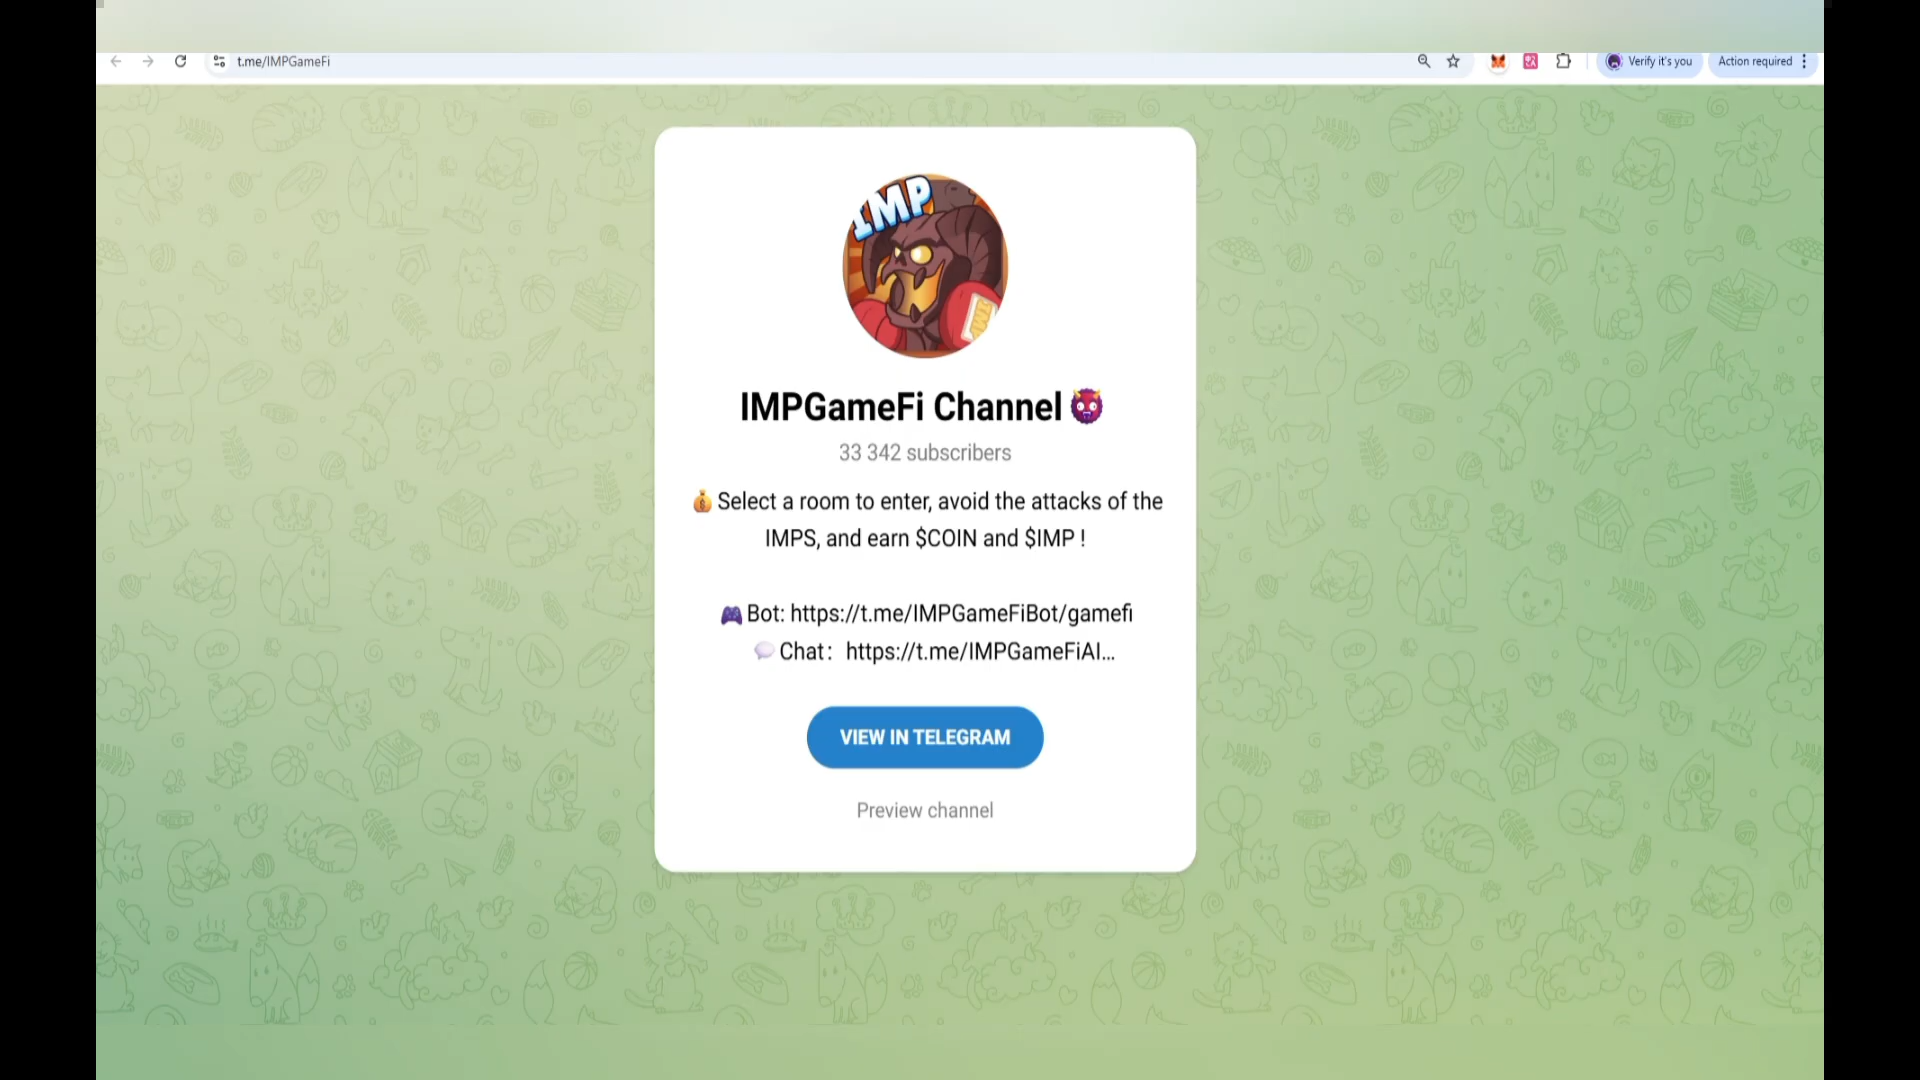 t.me/IMPGameFi
Verify it's you
Action required
IMP
IMP
IMPGameFi Channel
33 342 subscribers
💰 Select a room to enter, avoid the attacks of the
IMPS, and earn $COIN and $IMP !
🎮 Bot: https://t.me/IMPGameFiBot/gamefi
💬 Chat： https://t.me/IMPGameFiAI...
VIEW IN TELEGRAM
Preview channel